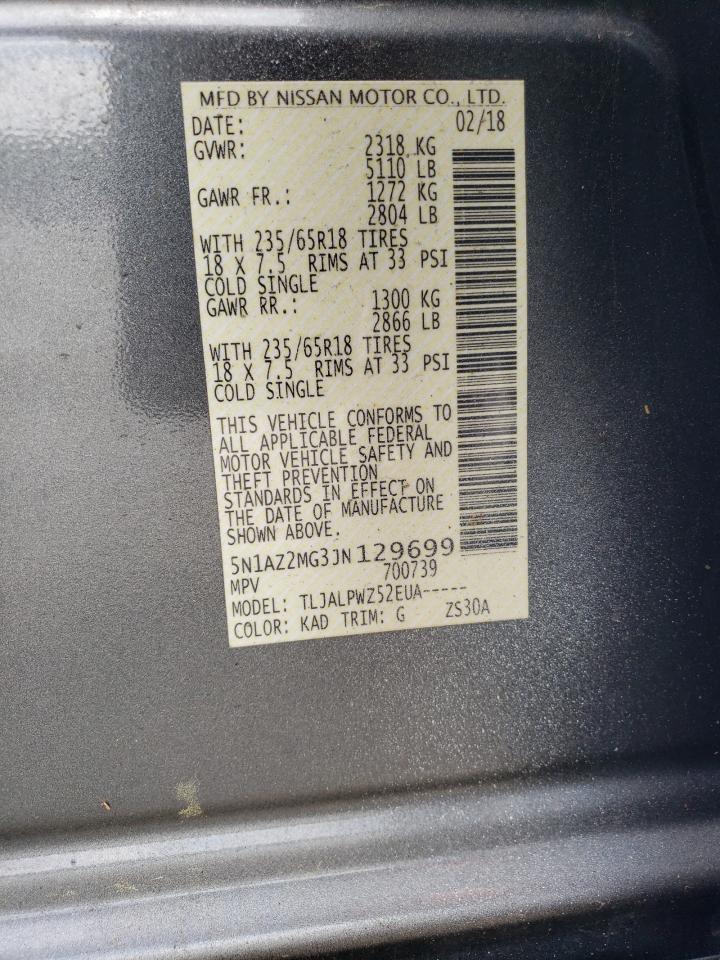 MFD BY NISSAN MOTOR CO., LTD.
DATE: 02/18
GVWR: 2318 KG
5110 LB
GAWR FR.: 1272 KG
2804 LB
WITH 235/65R18 TIRES
18 X 7.5 RIMS AT 33 PSI
COLD SINGLE
GAWR RR.: 1300 KG
2866 LB
WITH 235/65R18 TIRES
18 X 7.5 RIMS AT 33 PSI
COLD SINGLE
THIS VEHICLE CONFORMS TO
ALL APPLICABLE FEDERAL
MOTOR VEHICLE SAFETY AND
THEFT PREVENTION
STANDARDS IN EFFECT ON
THE DATE OF MANUFACTURE
SHOWN ABOVE.
5N1AZ2MG3JN129699
MPV 700739
MODEL: TLJALPWZ52EUA-----
COLOR: KAD TRIM: G ZS30A